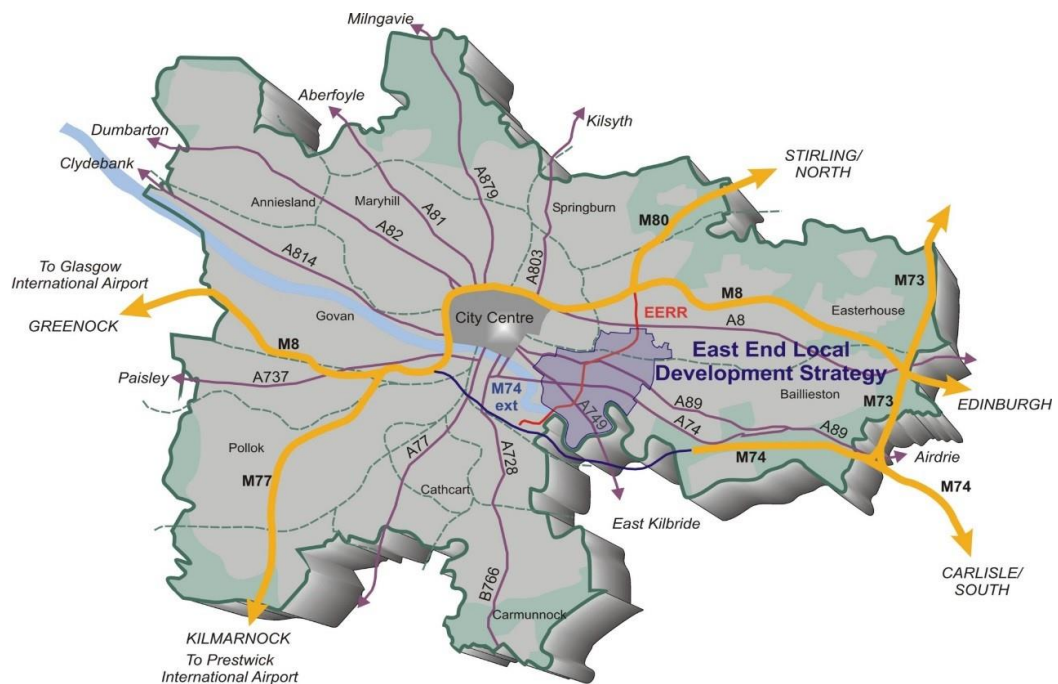 Milngavie
Aberfoyle
Kilsyth
Dumbarton
Clydebank
STIRLING/
NORTH
A879
Springburn
Anniesland
Maryhill
A81
A82
M80
A803
A814
To Glasgow
International Airport
GREENOCK
M73
M8
Easterhouse
EERR
City Centre
Govan
A8
M8
East End Local
Development Strategy
Paisley
A737
M74
ext
Baillieston
M73
EDINBURGH
A89
A749
A74
A89
Pollok
A77
A728
M74
Airdrie
M77
M74
Cathcart
East Kilbride
CARLISLE/
SOUTH
B766
Carmunnock
KILMARNOCK
To Prestwick
International Airport